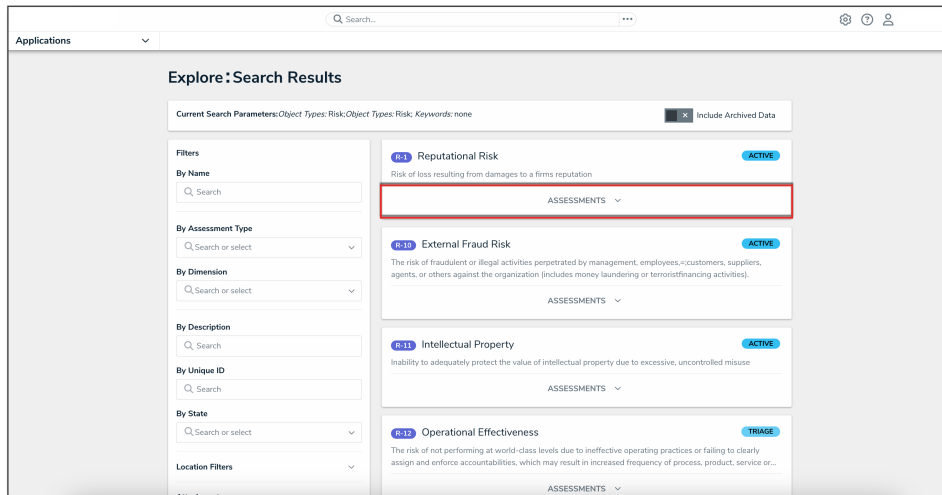 Search...
Applications
Explore:Search Results
Current Search Parameters:Object Types: Risk;Object Types: Risk; Keywords: none
Include Archived Data
Filters
By Name
Search
By Assessment Type
Search or select
By Dimension
Search or select
By Description
Search
By Unique ID
Search
By State
Search or select
Location Filters
R-1 Reputational Risk
ACTIVE
Risk of loss resulting from damages to a firms reputation
ASSESSMENTS
R-10 External Fraud Risk
ACTIVE
The risk of fraudulent or illegal activities perpetrated by management, employees,=;customers, suppliers,
agents, or others against the organization (includes money laundering or terroristfinancing activities).
ASSESSMENTS
R-11 Intellectual Property
ACTIVE
Inability to adequately protect the value of intellectual property due to excessive, uncontrolled misuse
ASSESSMENTS
R-12 Operational Effectiveness
TRIAGE
The risk of not performing at world-class levels due to ineffective operating practices or failing to clearly
assign and enforce accountabilities, which may result in increased frequency of process, product, service or...
ASSESSMENTS